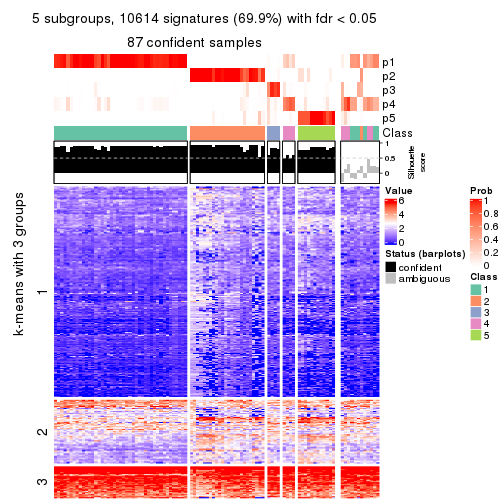 5 subgroups, 10614 signatures (69.9%) with fdr < 0.05
87 confident samples
p1
p2
p3
p4
p5
Class
1
0.5
0
Silhouette
score
k-means with 3 groups
1
2
3
Value
6
4
2
0
Status (barplots)
confident
ambiguous
Prob
1
0.8
0.6
0.4
0.2
0
Class
1
2
3
4
5